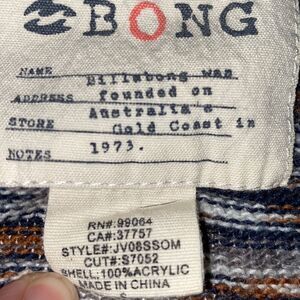 BONG
NAME Billabong was
ADDRESS founded on
Australia's
STORE Gold Coast in
NOTES 1973.
RN#:99064
CA#:37757
STYLE#:JV08SSOM
CUT#:S7052
SHELL:100%ACRYLIC
MADE IN CHINA